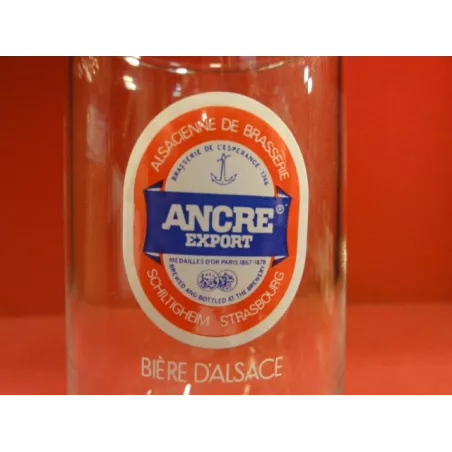 ALSACIENNE DE BRASSERIE
BRASSERIE DE L'ESPERANCE - 1746
ANCRE®
EXPORT
MEDAILLES D'OR PARIS 1867-1878
BREWED AND BOTTLED AT THE BREWERY
SCHILTIGHEIM STRASBOURG
BIÈRE D'ALSACE